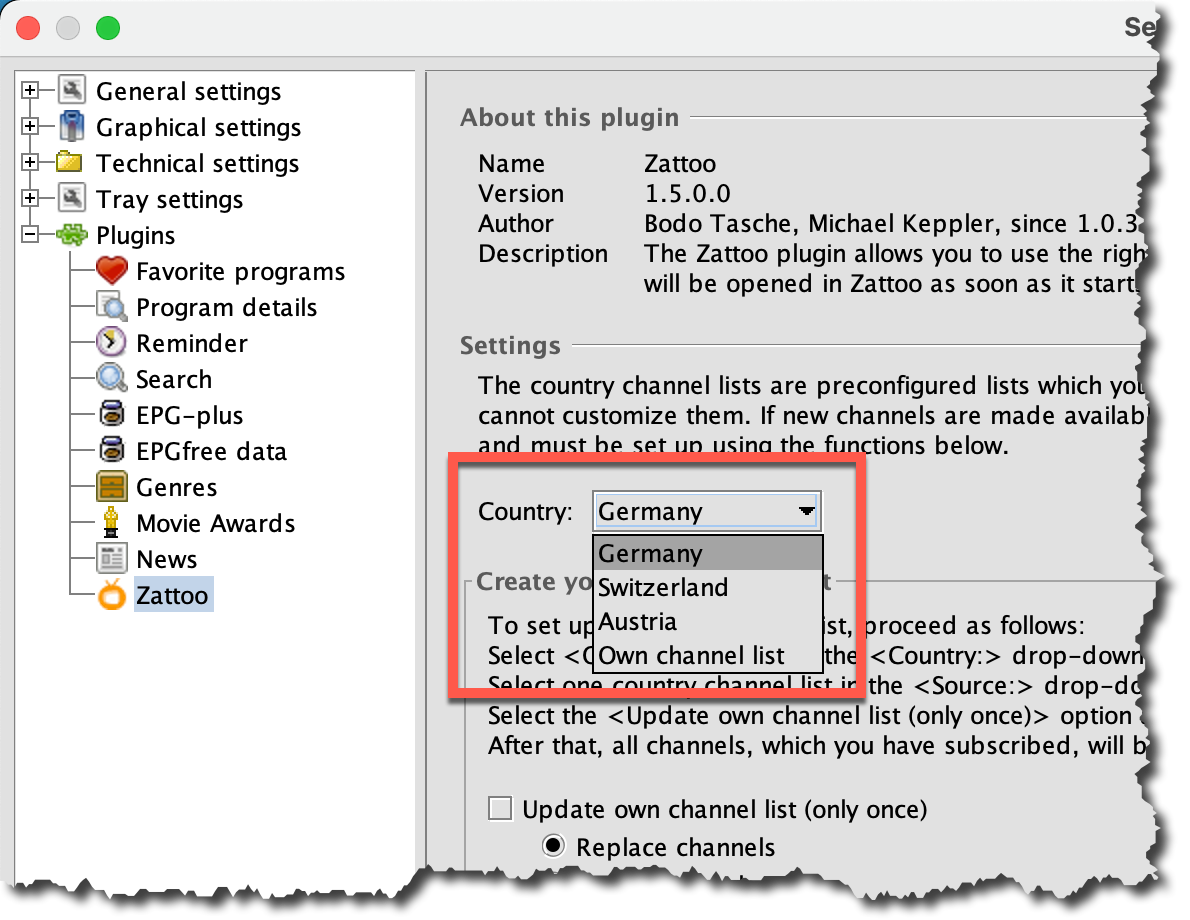 Se
General settings
Graphical settings
Technical settings
Tray settings
Plugins
Favorite programs
Program details
Reminder
Search
EPG-plus
EPGfree data
Genres
Movie Awards
News
Zattoo
About this plugin
Name Zattoo
Version 1.5.0.0
Author Bodo Tasche, Michael Keppler, since 1.0.3
Description The Zattoo plugin allows you to use the righ
will be opened in Zattoo as soon as it start
Settings
The country channel lists are preconfigured lists which you
cannot customize them. If new channels are made availab
and must be set up using the functions below.
Country: Germany
Germany
Switzerland
Austria
Own channel list
Create yo
To set up ist, proceed as follows:
Select <C the <Country:> drop-down
Select one country channel list in the <Source:> drop-do
Select the <Update own channel list (only once)> option
After that, all channels, which you have subscribed, will b
Update own channel list (only once)
Replace channels